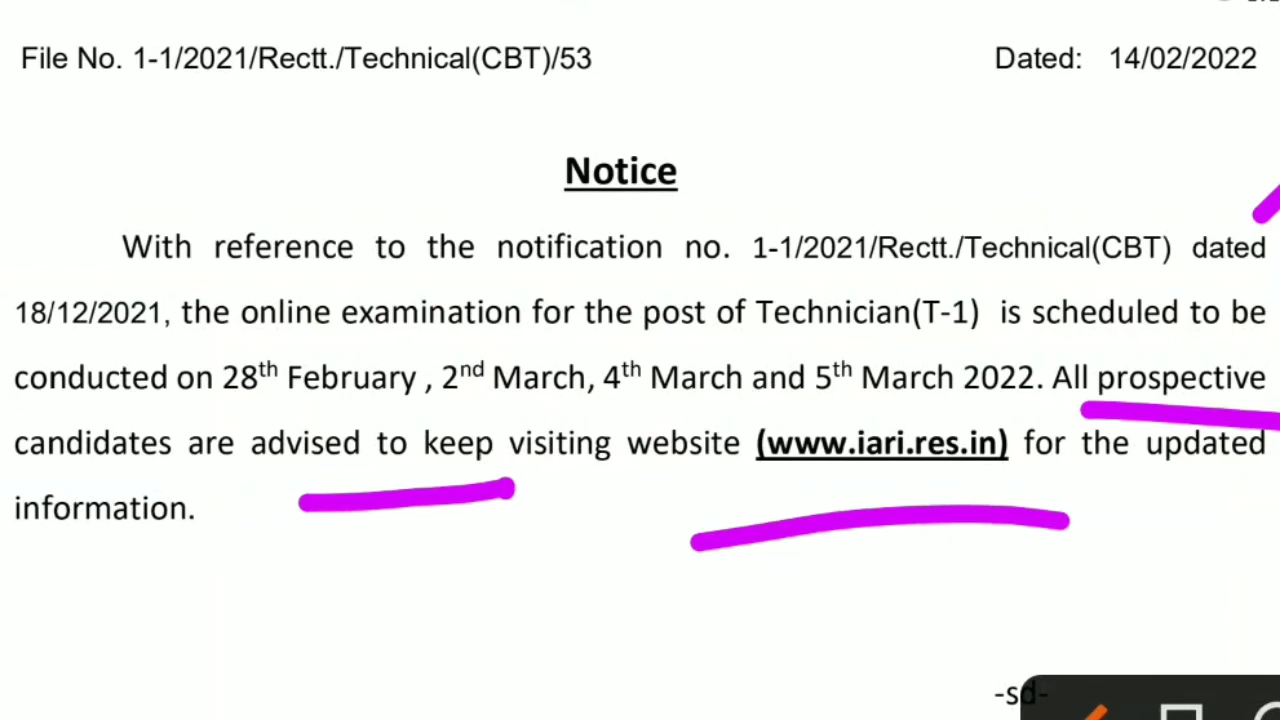 File No. 1-1/2021/Rectt./Technical(CBT)/53 Dated: 14/02/2022
Notice
With reference to the notification no. 1-1/2021/Rectt./Technical(CBT) dated
18/12/2021, the online examination for the post of Technician(T-1) is scheduled to be
conducted on 28th February , 2nd March, 4th March and 5th March 2022. All prospective
candidates are advised to keep visiting website (www.iari.res.in) for the updated
information.
-sd-